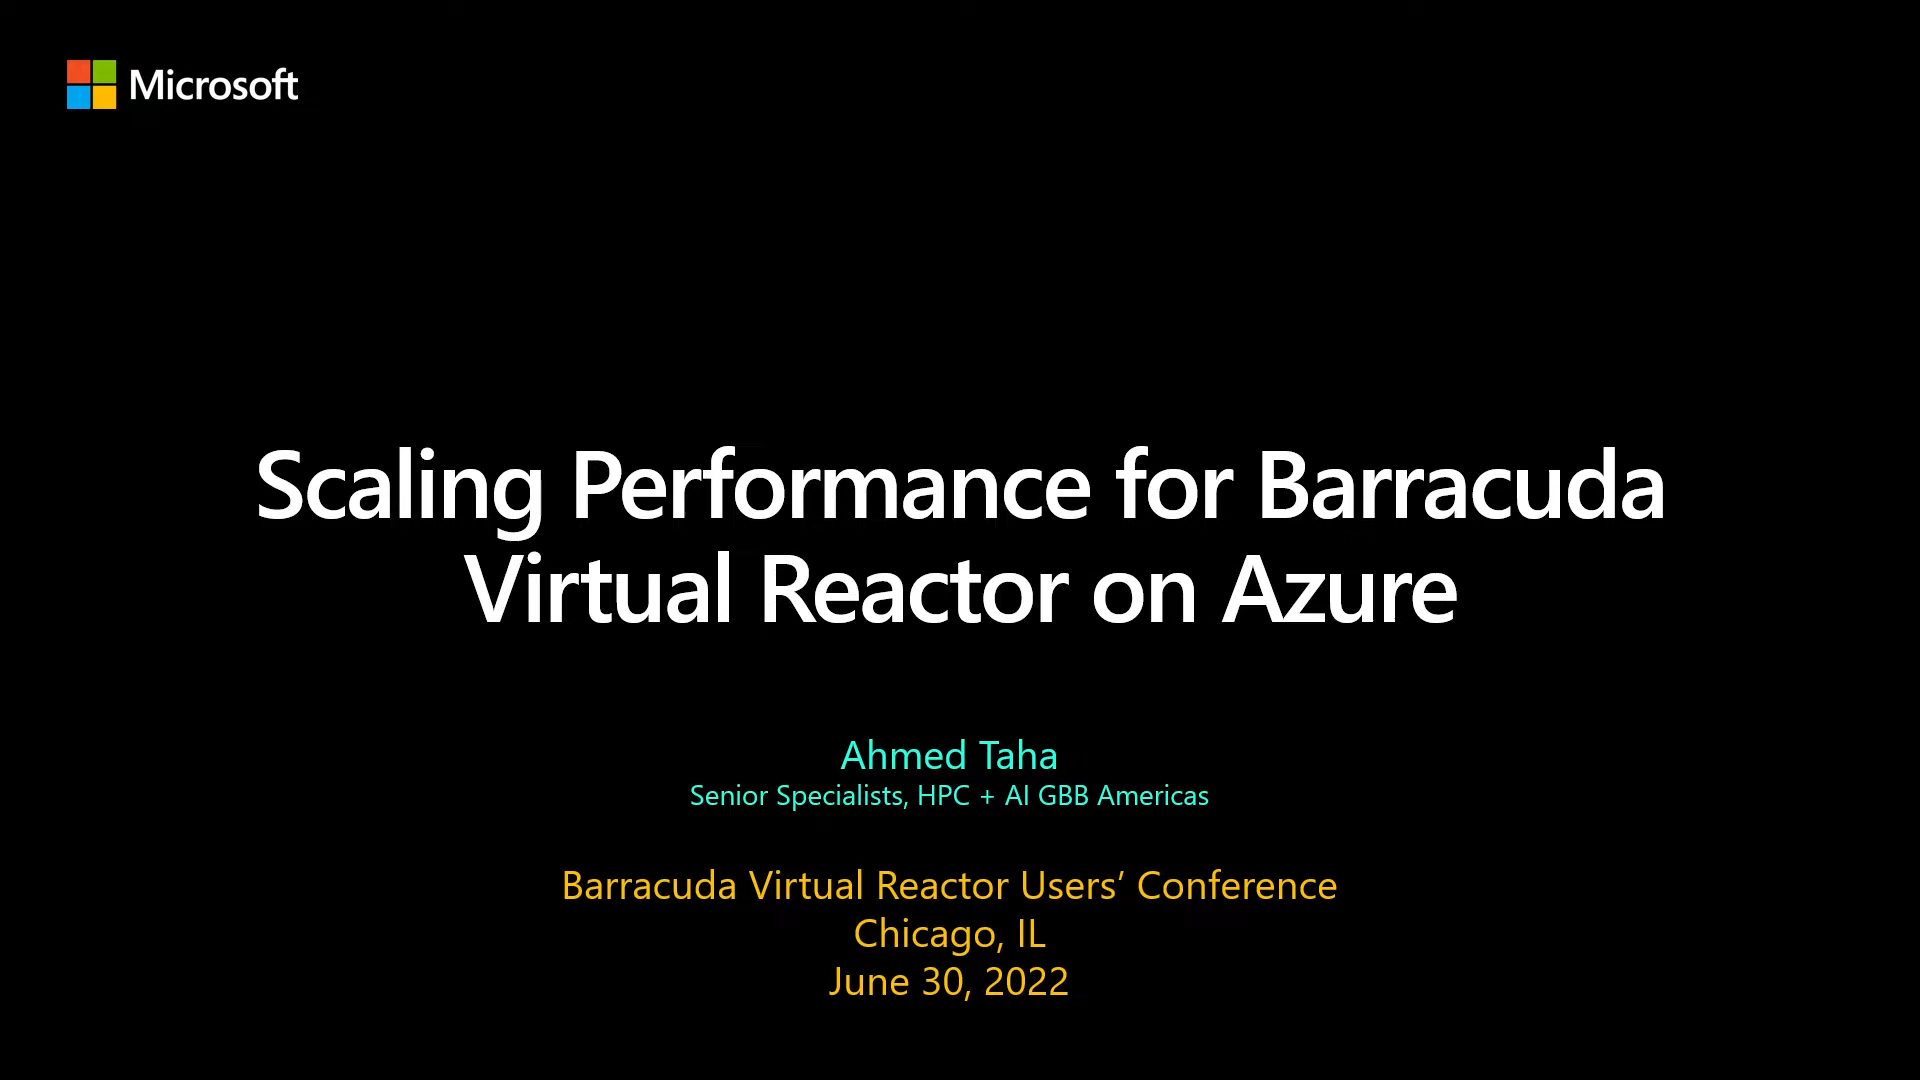 Microsoft
Scaling Performance for Barracuda
Virtual Reactor on Azure
Ahmed Taha
Senior Specialists, HPC + AI GBB Americas
Barracuda Virtual Reactor Users’ Conference
Chicago, IL
June 30, 2022